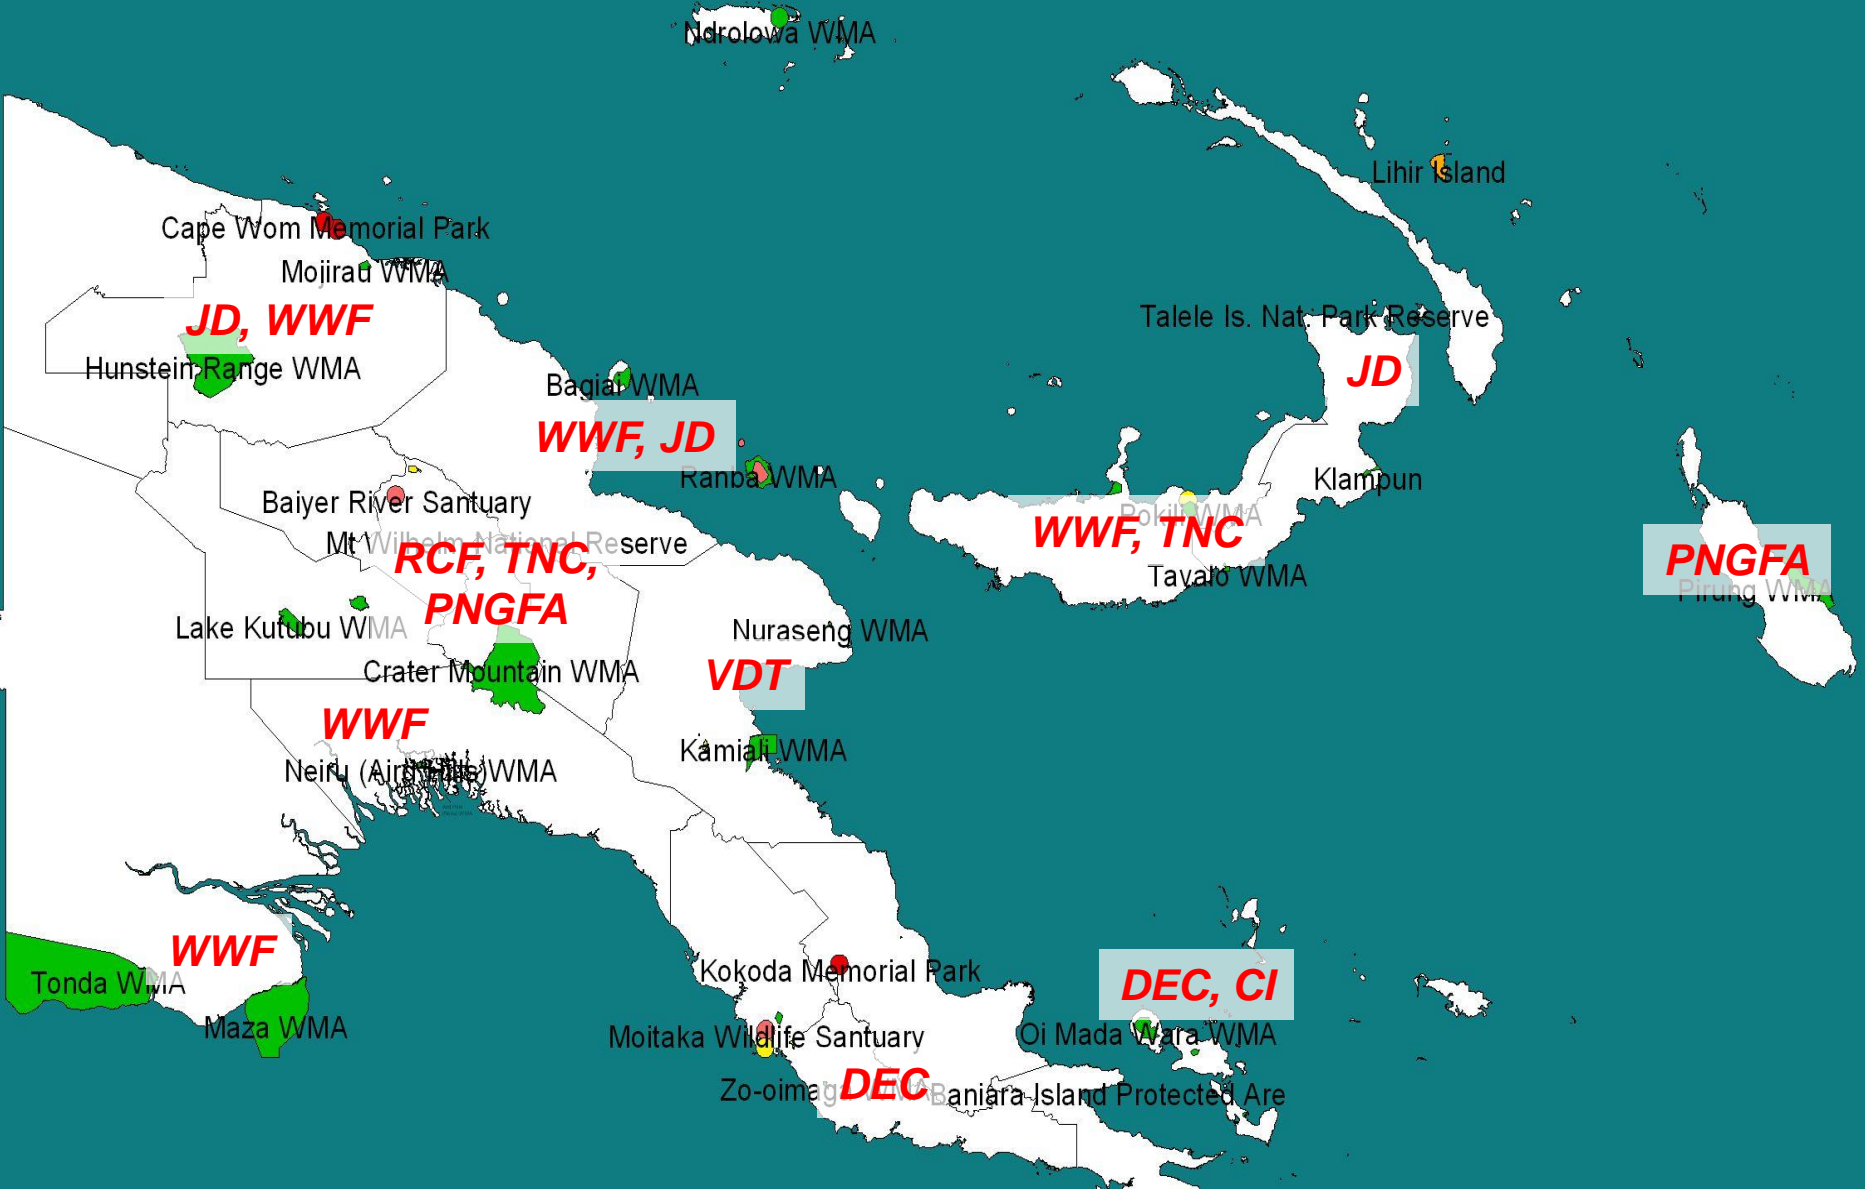 Ndrolowa WMA
Lihir Island
Cape Wom Memorial Park
Mojirau WMA
JD, WWF
Talele Is. Nat. Park Reserve
Hunstein Range WMA
JD
Bagiai WMA
WWF, JD
Ranba WMA
Klampun
Baiyer River Santuary
Pokili WMA
WWF, TNC
Mt Wilhelm National Reserve
RCF, TNC,
PNGFA
PNGFA
Pirung WMA
Tavalo WMA
Lake Kutubu WMA
Nuraseng WMA
Crater Mountain WMA
VDT
WWF
Kamiali WMA
Neiru (Aird Hills)WMA
WWF
Kokoda Memorial Park
Tonda WMA
DEC, CI
Maza WMA
Moitaka Wildlife Santuary
Oi Mada Wara WMA
Zo-oimaga WMA
DEC
Baniara Island Protected Are